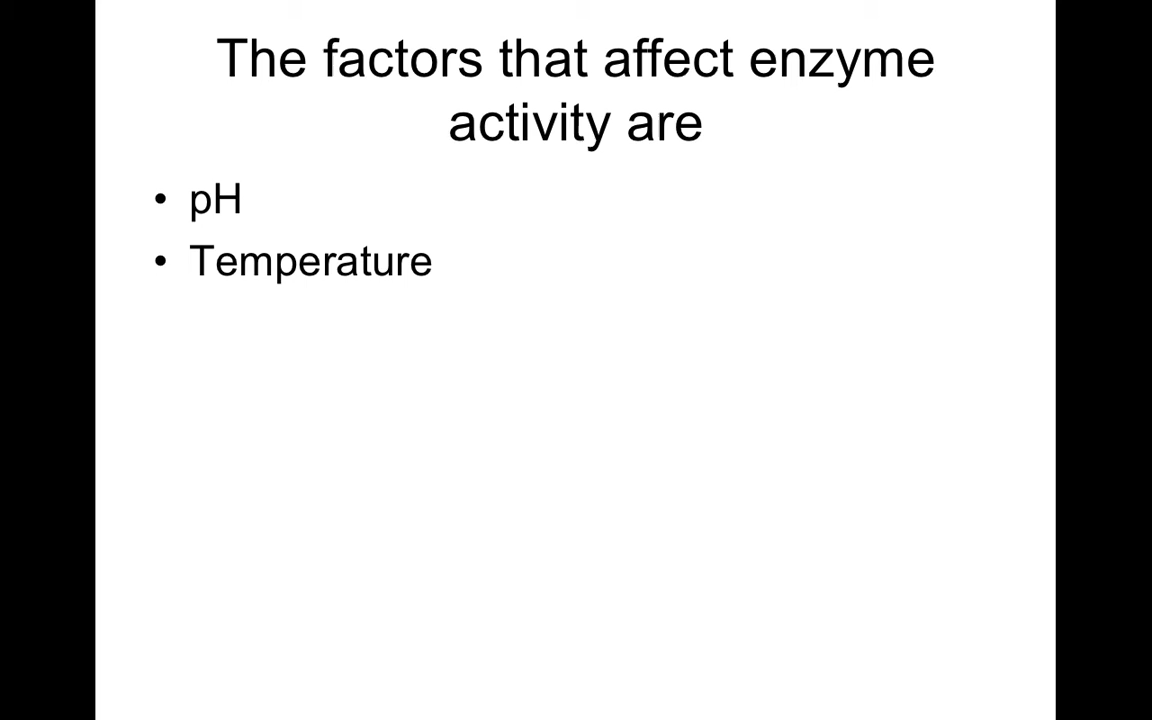 The factors that affect enzyme
activity are
• pH
• Temperature